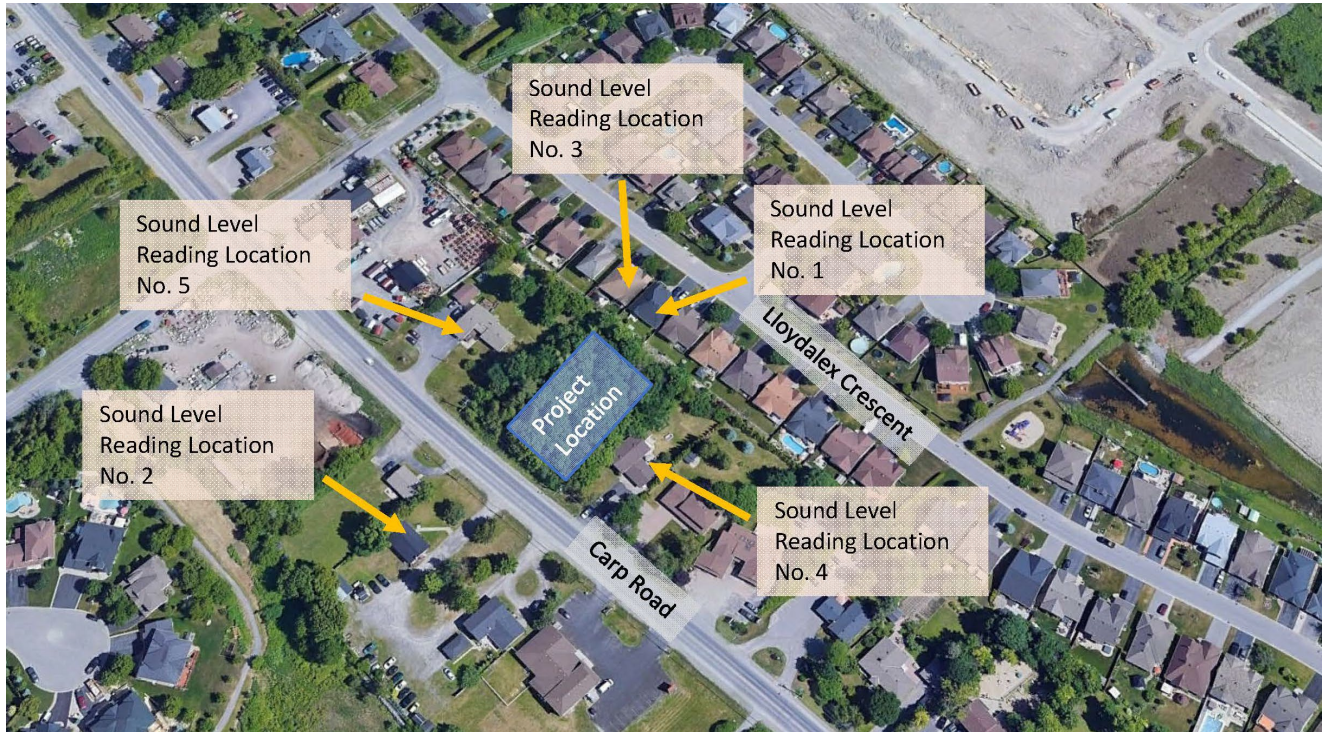 Sound Level
Reading Location
No. 3
Sound Level
Reading Location
No. 1
Sound Level
Reading Location
No. 5
Lloydalex Crescent
Project
Location
Sound Level
Reading Location
No. 2
Sound Level
Reading Location
No. 4
Carp Road